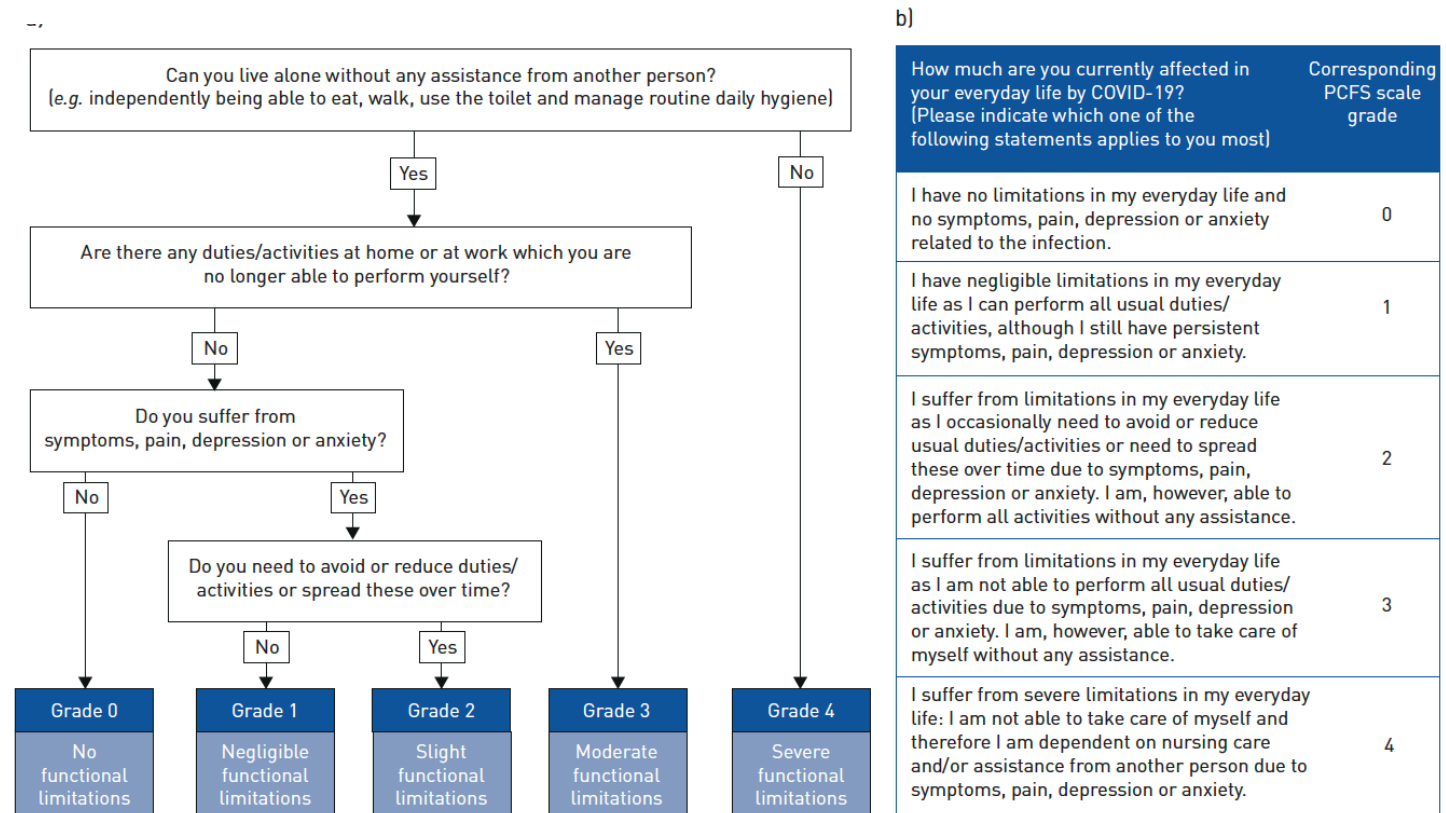 Can you live alone without any assistance from another person?
(e.g. independently being able to eat, walk, use the toilet and manage routine daily hygiene)
Yes
No
Are there any duties/activities at home or at work which you are
no longer able to perform yourself?
No
Yes
Do you suffer from
symptoms, pain, depression or anxiety?
No
Yes
Do you need to avoid or reduce duties/
activities or spread these over time?
No
Yes
Grade 0
No
functional
limitations
Grade 1
Negligible
functional
limitations
Grade 2
Slight
functional
limitations
Grade 3
Moderate
functional
limitations
Grade 4
Severe
functional
limitations
b)
How much are you currently affected in
your everyday life by COVID-19?
(Please indicate which one of the
following statements applies to you most)
Corresponding
PCFS scale
grade
I have no limitations in my everyday life and
no symptoms, pain, depression or anxiety
related to the infection.
0
I have negligible limitations in my everyday
life as I can perform all usual duties/
activities, although I still have persistent
symptoms, pain, depression or anxiety.
1
I suffer from limitations in my everyday life
as I occasionally need to avoid or reduce
usual duties/activities or need to spread
these over time due to symptoms, pain,
depression or anxiety. I am, however, able to
perform all activities without any assistance.
2
I suffer from limitations in my everyday life
as I am not able to perform all usual duties/
activities due to symptoms, pain, depression
or anxiety. I am, however, able to take care of
myself without any assistance.
3
I suffer from severe limitations in my everyday
life: I am not able to take care of myself and
therefore I am dependent on nursing care
and/or assistance from another person due to
symptoms, pain, depression or anxiety.
4